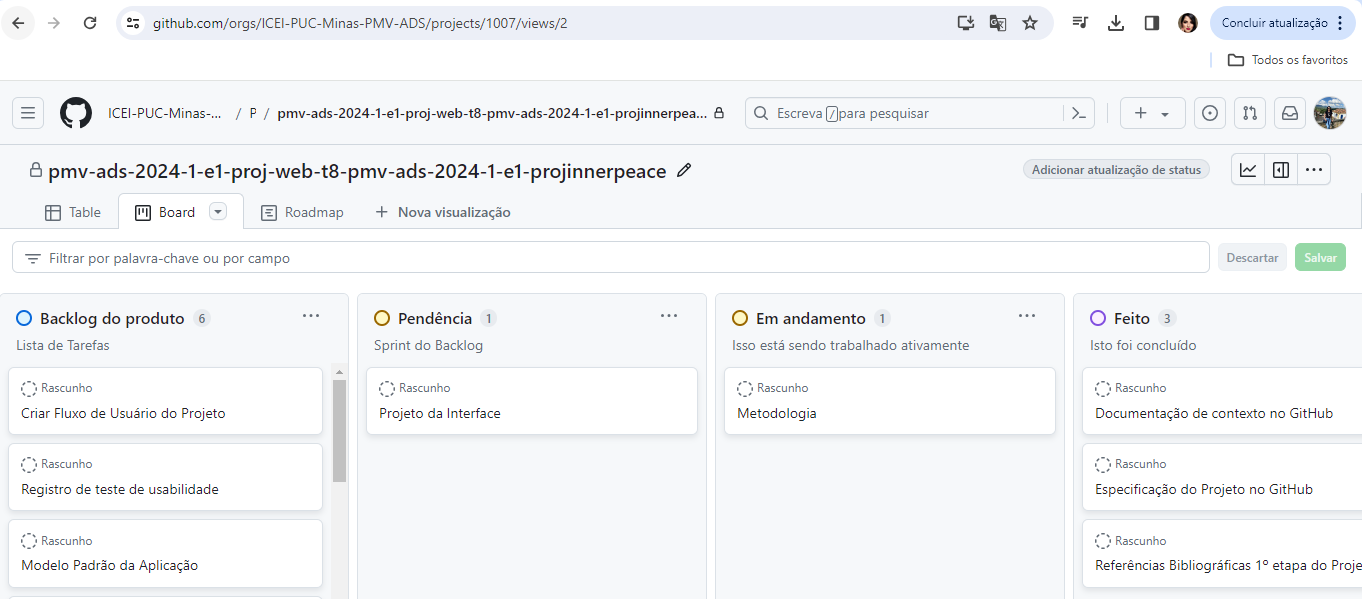 github.com/orgs/ICEI-PUC-Minas-PMV-ADS/projects/1007/views/2
Concluir atualização
Todos os favoritos
ICEI-PUC-Minas-... / P / pmv-ads-2024-1-e1-proj-web-t8-pmv-ads-2024-1-e1-projinnerpea...
Escreva / para pesquisar
pmv-ads-2024-1-e1-proj-web-t8-pmv-ads-2024-1-e1-projinnerpeace
Adicionar atualização de status
Table
Board
Roadmap
+ Nova visualização
Filtrar por palavra-chave ou por campo
Descartar
Salvar
Backlog do produto 6
Lista de Tarefas
Rascunho
Criar Fluxo de Usuário do Projeto
Rascunho
Registro de teste de usabilidade
Rascunho
Modelo Padrão da Aplicação
Pendência 1
Sprint do Backlog
Rascunho
Projeto da Interface
Em andamento 1
Isso está sendo trabalhado ativamente
Rascunho
Metodologia
Feito 3
Isto foi concluído
Rascunho
Documentação de contexto no GitHub
Rascunho
Especificação do Projeto no GitHub
Rascunho
Referências Bibliográficas 1º etapa do Proje